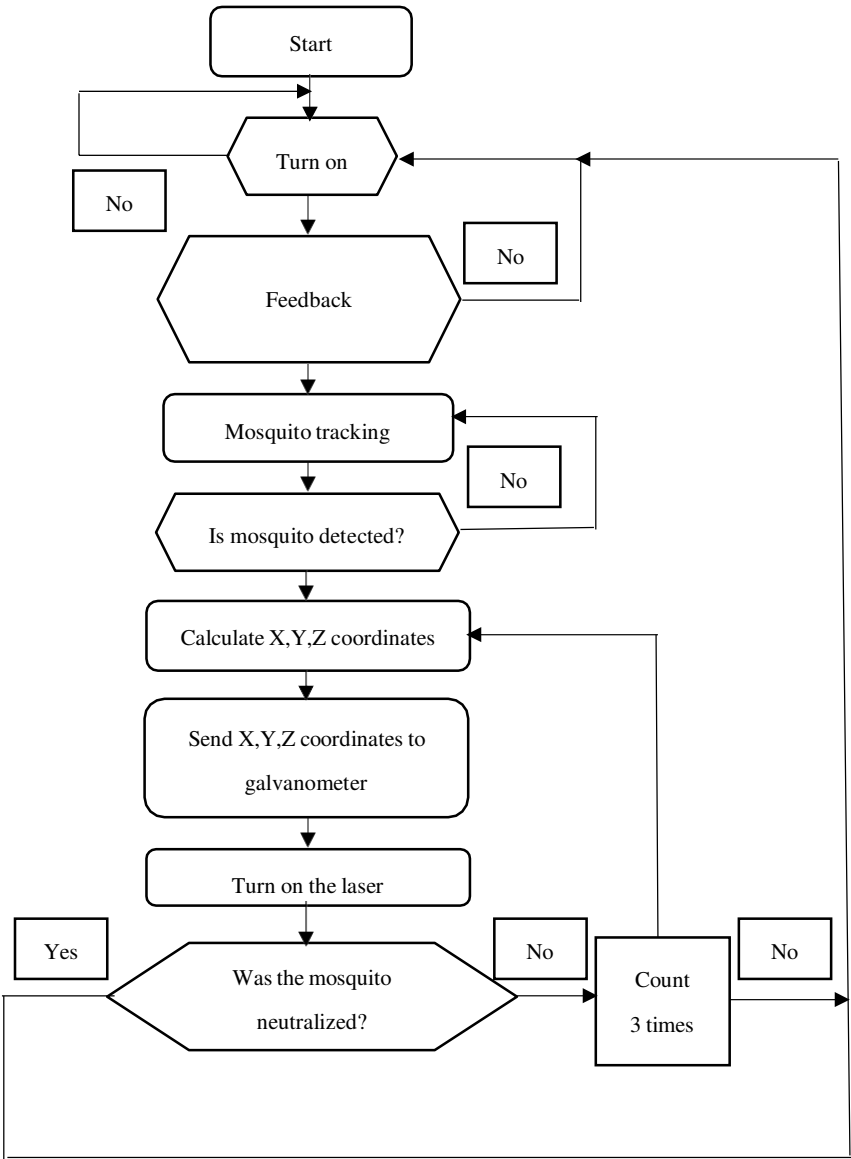 Start
Turn on
No
No
Feedback
Mosquito tracking
No
Is mosquito detected?
Calculate X,Y,Z coordinates
Send X,Y,Z coordinates to
galvanometer
Turn on the laser
Yes
Was the mosquito
neutralized?
No
Count
3 times
No